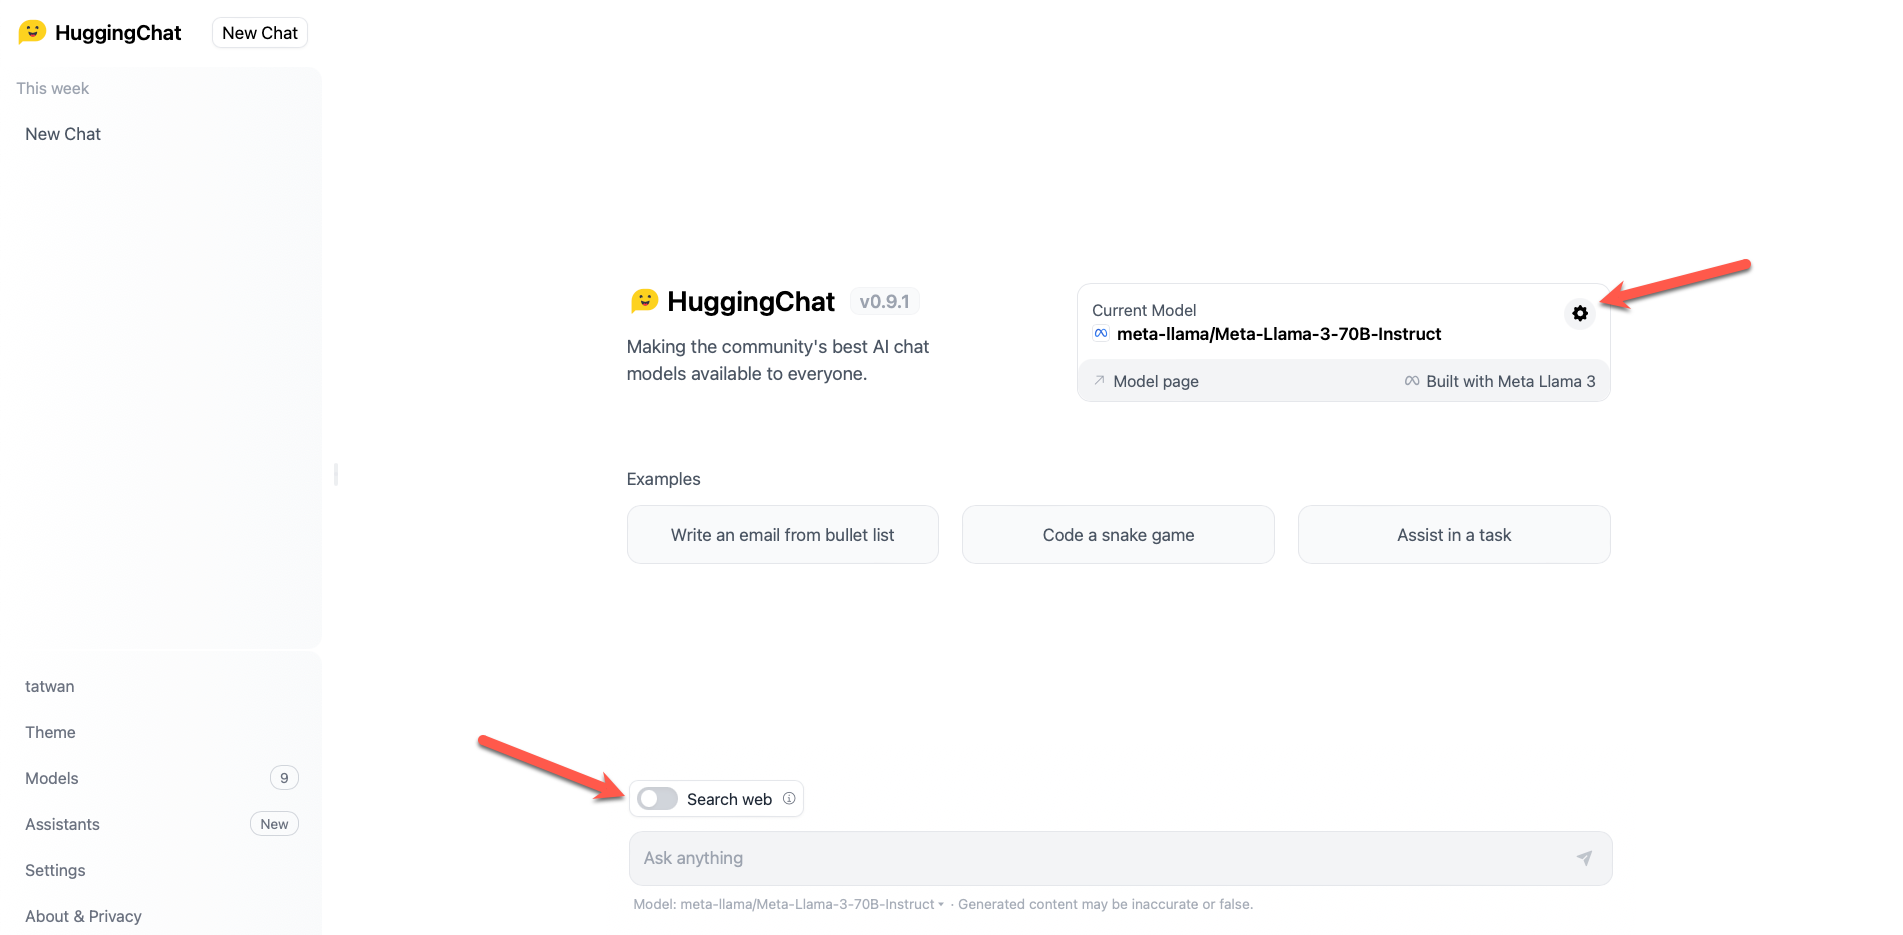 HuggingChat
New Chat
This week
New Chat
tatwan
Theme
Models 9
Assistants New
Settings
About & Privacy
HuggingChat v0.9.1
Making the community's best AI chat
models available to everyone.
Current Model
meta-llama/Meta-Llama-3-70B-Instruct
Model page
Built with Meta Llama 3
Examples
Write an email from bullet list
Code a snake game
Assist in a task
Search web
Ask anything
Model: meta-llama/Meta-Llama-3-70B-Instruct · Generated content may be inaccurate or false.